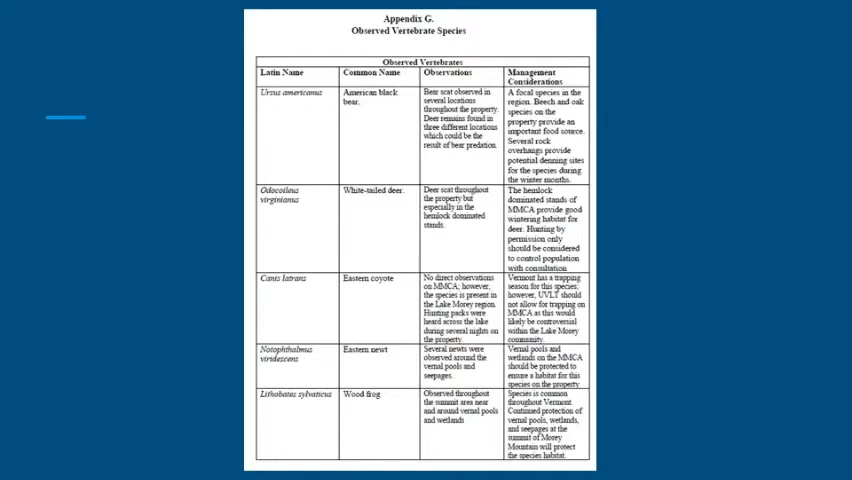 Appendix G.
Observed Vertebrate Species
Observed Vertebrates
Latin Name
Common Name
Observations
Management
Considerations
Ursus americanus
American black
bear.
Bear scat observed in
several locations
throughout the property.
Deer remains found in
three different locations
which could be the
result of bear predation.
A focal species in the
region. Beech and oak
species on the
property provide an
important food source.
Several rock
overhangs provide
potential denning sites
for the species during
the winter months.
Odocoileus
virginianus
White-tailed deer.
Deer scat throughout
the property but
especially in the
hemlock dominated
stands.
The hemlock
dominated stands of
MMCA provide good
wintering habitat for
deer. Hunting by
permission only
should be considered
to control population
with consultation
Canis latrans
Eastern coyote
No direct observations
on MMCA; however,
the species is present in
the Lake Morey region.
Hunting packs were
heard across the lake
during several nights on
the property.
Vermont has a trapping
season for this species;
however, UVLT should
not allow for trapping on
MMCA as this would
likely be controversial
within the Lake Morey
community.
Notophthalmus
viridescens
Eastern newt
Several newts were
observed around the
vernal pools and
seepages.
Vernal pools and
wetlands on the MMCA
should be protected to
ensure a habitat for this
species on the property
Lithobates sylvaticus
Wood frog
Observed throughout
the summit area near
and around vernal pools
and wetlands
Species is common
throughout Vermont.
Continued protection of
vernal pools, wetlands,
and seepages at the
summit of Morey
Mountain will protect
the species habitat.